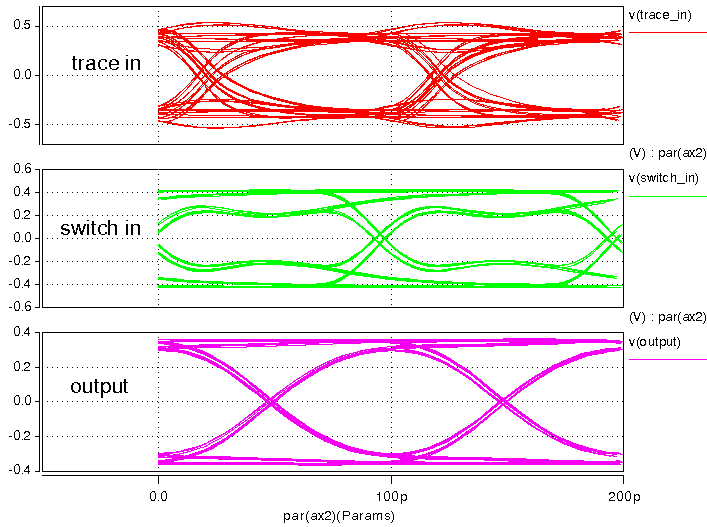 v(trace_in)
0.5
0.0
-0.5
trace in
(V) : par(ax2)
v(switch_in)
0.6
0.4
0.2
0.0
-0.2
-0.4
-0.6
switch in
(V) : par(ax2)
v(output)
0.4
0.2
0.0
-0.2
-0.4
output
0.0
100p
200p
par(ax2)(Params)